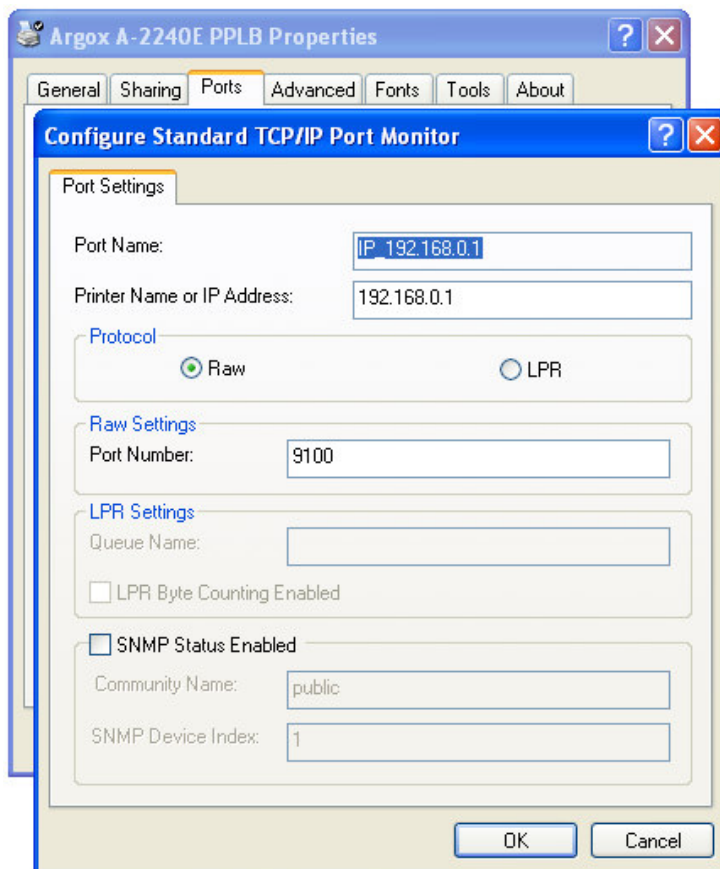 Argox A-2240E PPLB Properties
General Sharing Ports Advanced Fonts Tools About
Configure Standard TCP/IP Port Monitor
Port Settings
Port Name: IP_192.168.0.1
Printer Name or IP Address: 192.168.0.1
Protocol
Raw LPR
Raw Settings
Port Number: 9100
LPR Settings
Queue Name:
LPR Byte Counting Enabled
SNMP Status Enabled
Community Name: public
SNMP Device Index: 1
OK Cancel